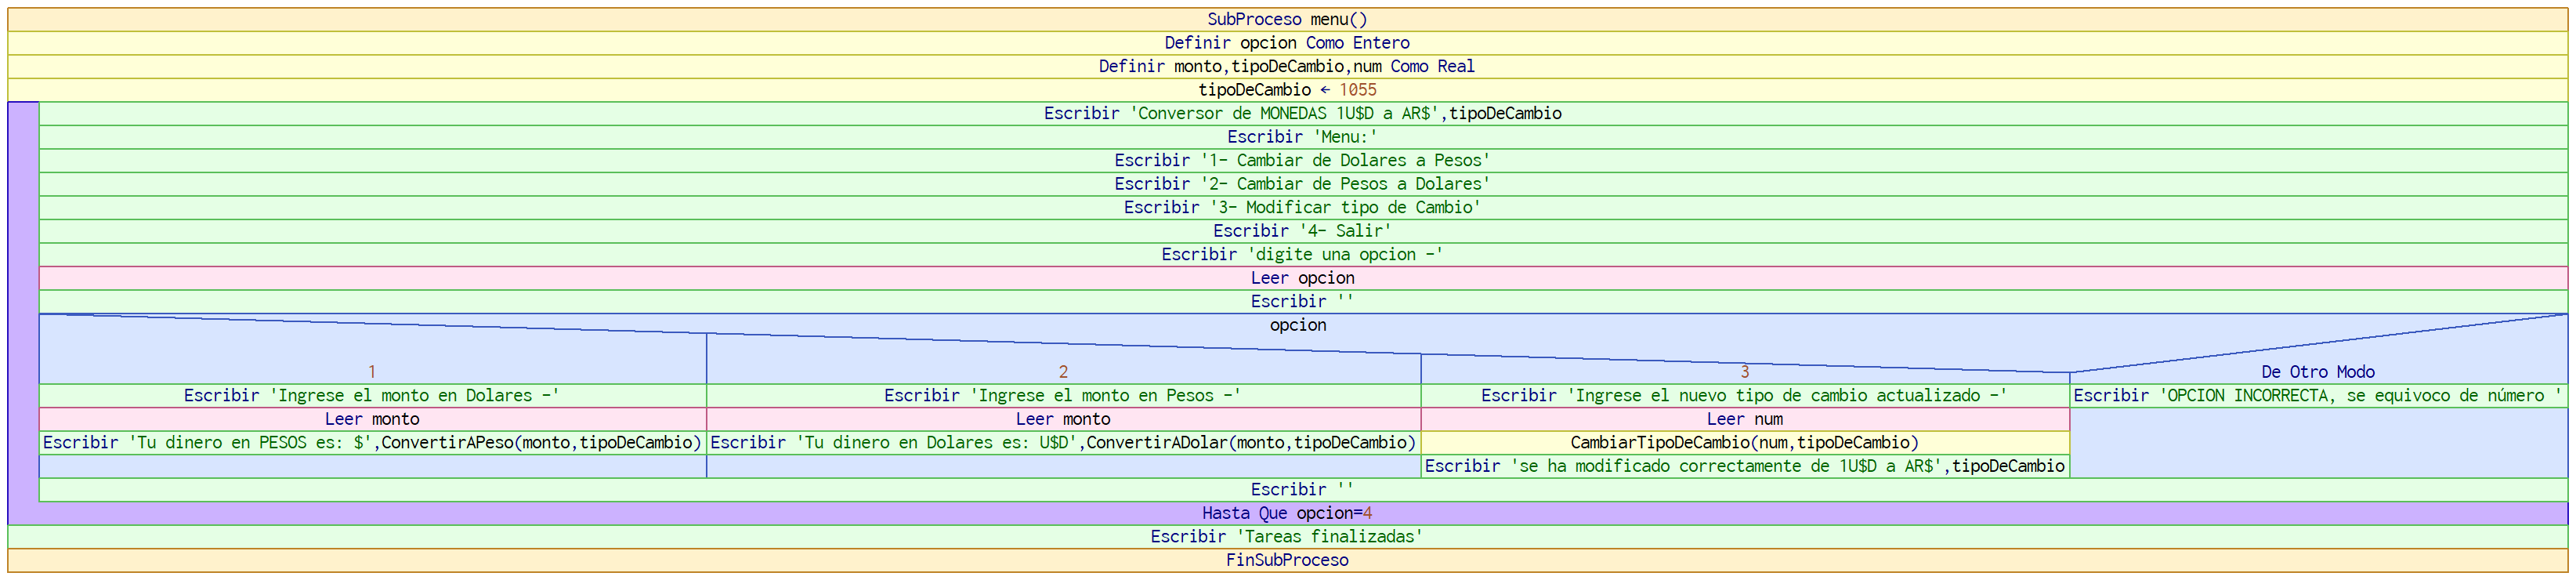 SubProceso menu()
Definir opcion Como Entero
Definir monto,tipoDeCambio,num Como Real
tipoDeCambio ← 1055
Escribir 'Conversor de MONEDAS 1U$D a AR$',tipoDeCambio
Escribir 'Menu:'
Escribir '1- Cambiar de Dolares a Pesos'
Escribir '2- Cambiar de Pesos a Dolares'
Escribir '3- Modificar tipo de Cambio'
Escribir '4- Salir'
Escribir 'digite una opcion -'
Leer opcion
Escribir ''
opcion
1
Escribir 'Ingrese el monto en Dolares -'
Leer monto
Escribir 'Tu dinero en PESOS es: $',ConvertirAPeso(monto,tipoDeCambio)
2
Escribir 'Ingrese el monto en Pesos -'
Leer monto
Escribir 'Tu dinero en Dolares es: U$D',ConvertirADolar(monto,tipoDeCambio)
3
Escribir 'Ingrese el nuevo tipo de cambio actualizado -'
Leer num
CambiarTipoDeCambio(num,tipoDeCambio)
Escribir 'se ha modificado correctamente de 1U$D a AR$',tipoDeCambio
De Otro Modo
Escribir 'OPCION INCORRECTA, se equivoco de número '
Escribir ''
Hasta Que opcion=4
Escribir 'Tareas finalizadas'
FinSubProceso